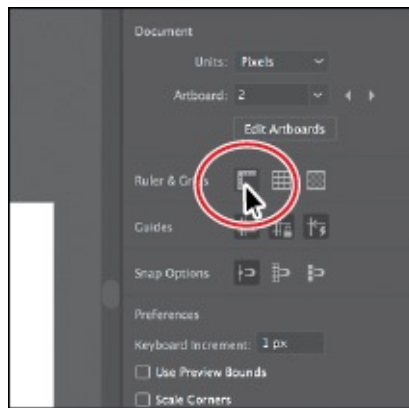 Document
Units: Pixels
Artboard: 2
Edit Artboards
Ruler & Grids
Guides
Snap Options
Preferences
Keyboard Increment: 1 px
Use Preview Bounds
Scale Corners